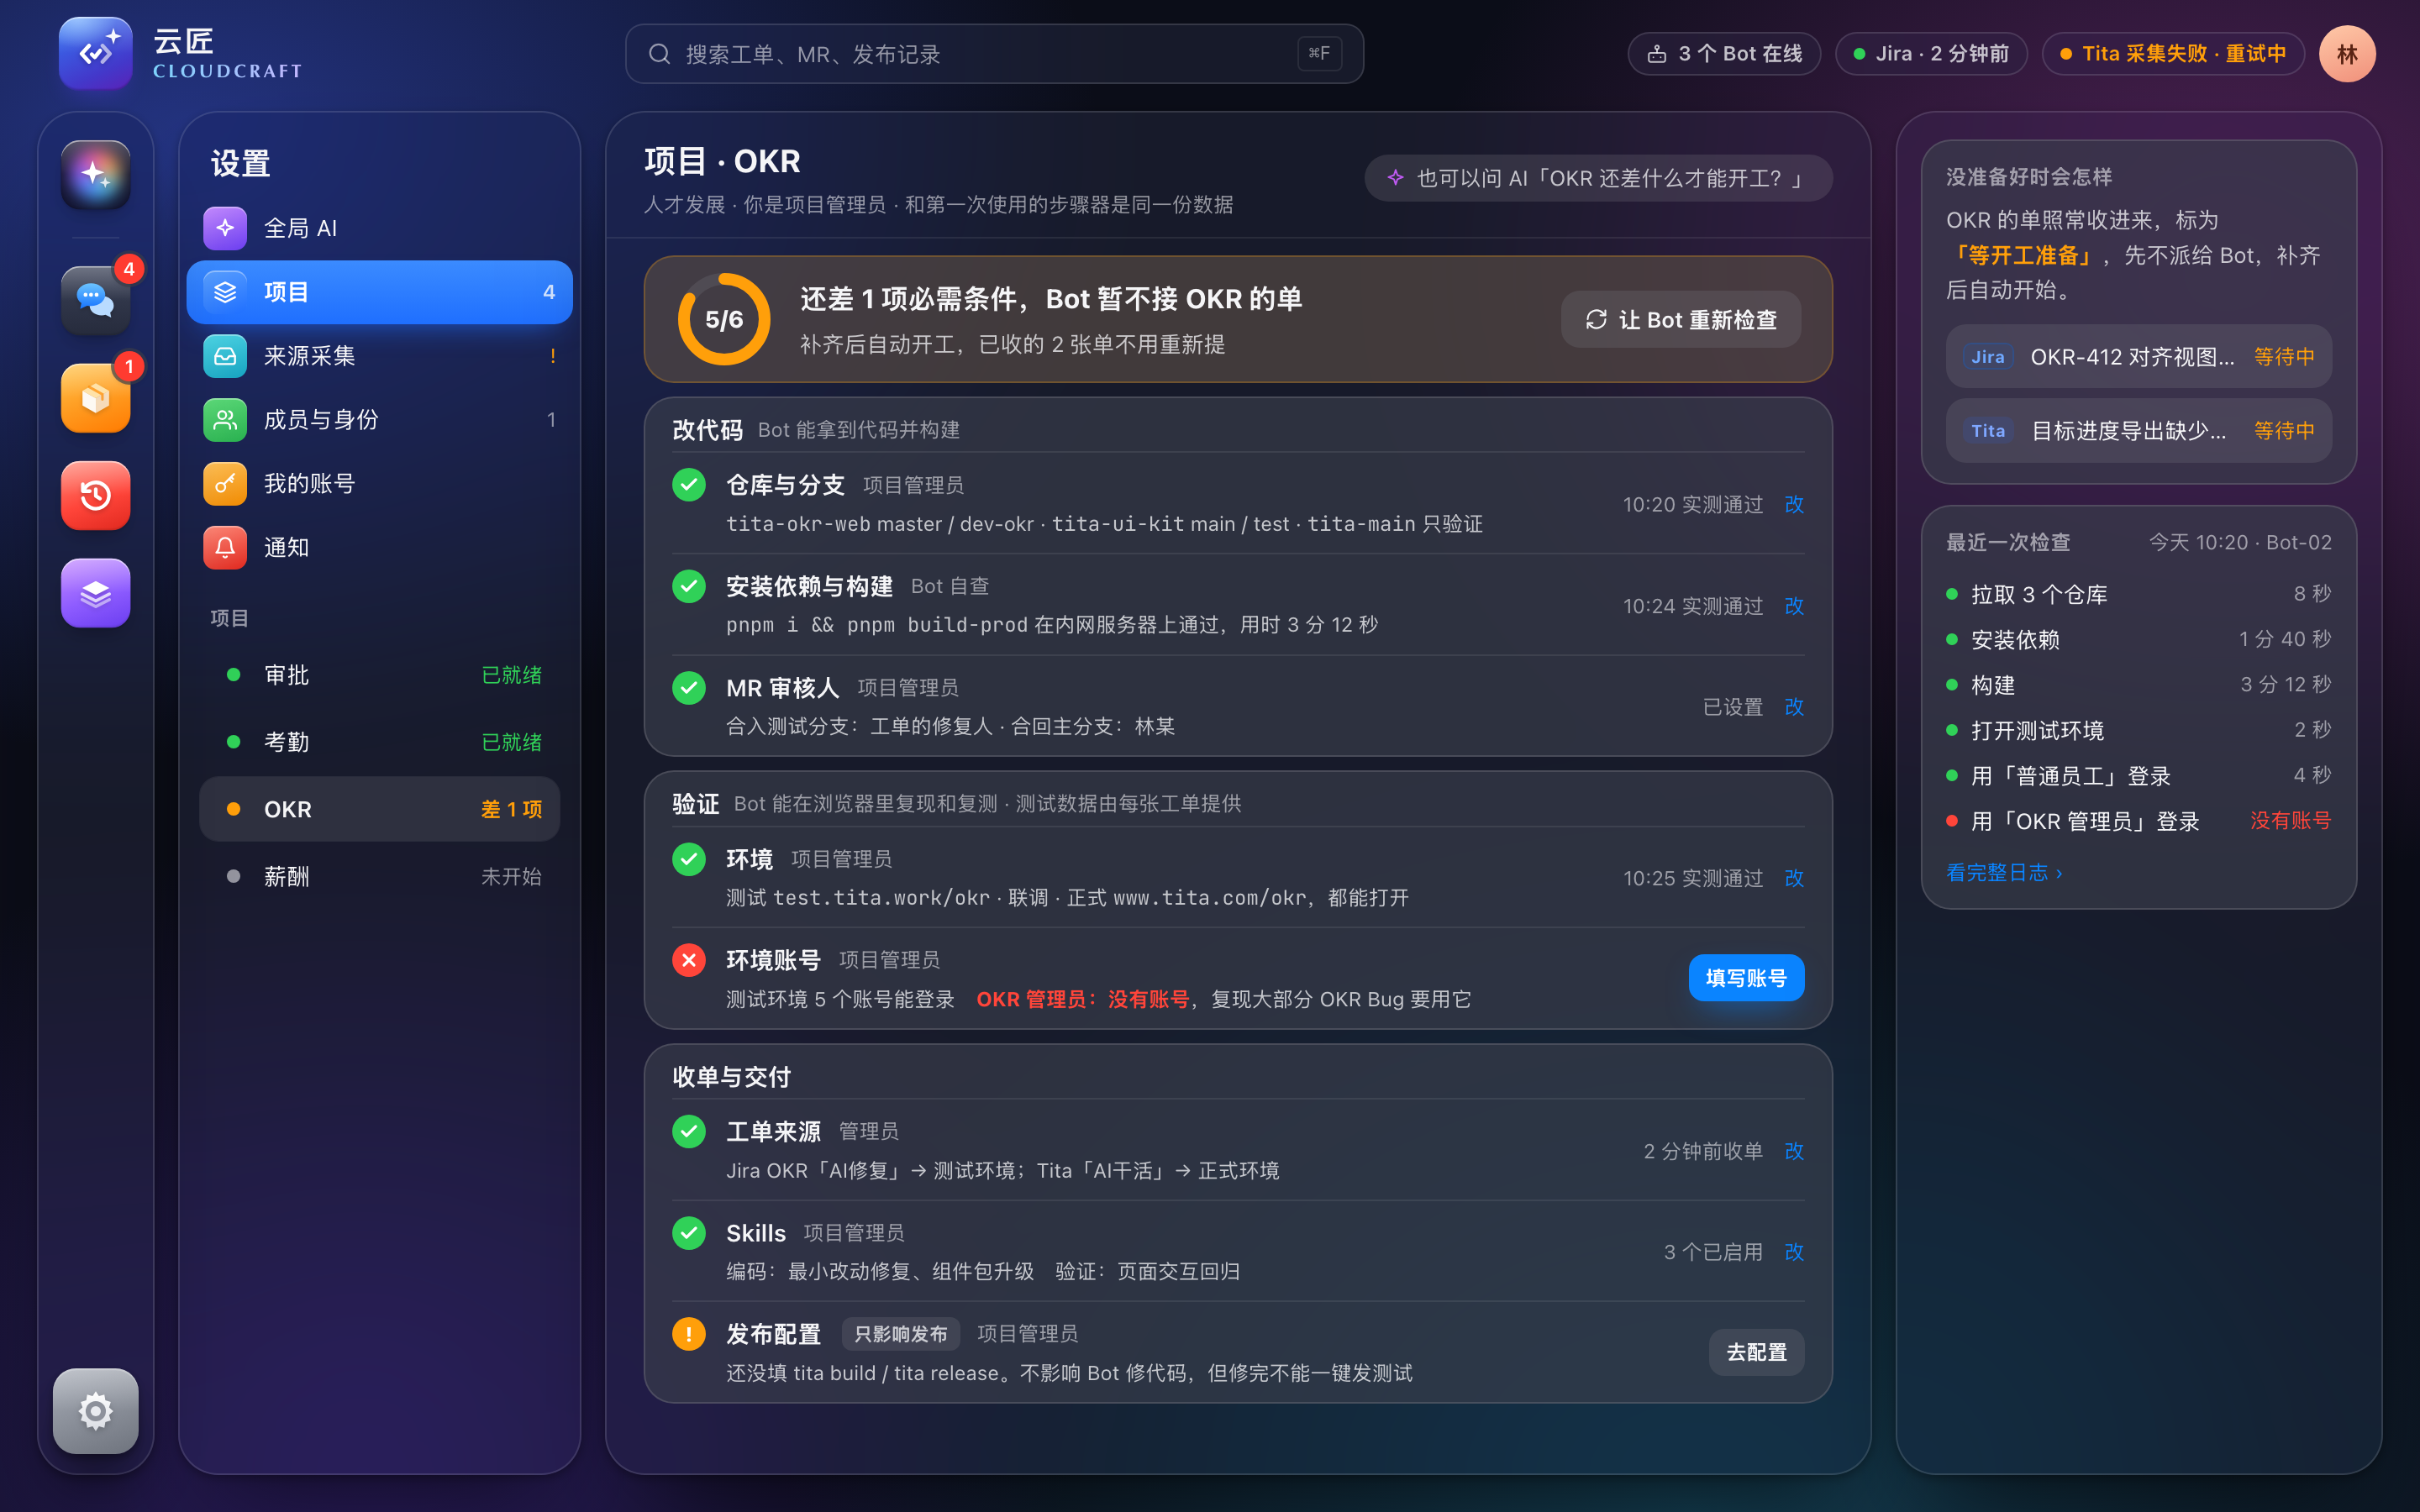 云匠
CLOUDCRAFT
搜索工单、MR、发布记录
⌘F
3 个 Bot 在线
Jira · 2 分钟前
Tita 采集失败 · 重试中
林
4
1
设置
全局 AI
项目 4
来源采集 !
成员与身份 1
我的账号
通知
项目
审批 已就绪
考勤 已就绪
OKR 差 1 项
薪酬 未开始
项目 · OKR
人才发展 · 你是项目管理员 · 和第一次使用的步骤器是同一份数据
也可以问 AI「OKR 还差什么才能开工？」
5/6
还差 1 项必需条件，Bot 暂不接 OKR 的单
补齐后自动开工，已收的 2 张单不用重新提
让 Bot 重新检查
改代码 Bot 能拿到代码并构建
仓库与分支 项目管理员
tita-okr-web master / dev-okr · tita-ui-kit main / test · tita-main 只验证
10:20 实测通过 改
安装依赖与构建 Bot 自查
pnpm i && pnpm build-prod 在内网服务器上通过，用时 3 分 12 秒
10:24 实测通过 改
MR 审核人 项目管理员
合入测试分支：工单的修复人 · 合回主分支：林某
已设置 改
验证 Bot 能在浏览器里复现和复测 · 测试数据由每张工单提供
环境 项目管理员
测试 test.tita.work/okr · 联调 · 正式 www.tita.com/okr，都能打开
10:25 实测通过 改
环境账号 项目管理员
测试环境 5 个账号能登录 OKR 管理员：没有账号，复现大部分 OKR Bug 要用它
填写账号
收单与交付
工单来源 管理员
Jira OKR「AI修复」→ 测试环境；Tita「AI干活」→ 正式环境
2 分钟前收单 改
Skills 项目管理员
编码：最小改动修复、组件包升级 验证：页面交互回归
3 个已启用 改
! 发布配置 只影响发布 项目管理员
还没填 tita build / tita release。不影响 Bot 修代码，但修完不能一键发测试
去配置
没准备好时会怎样
OKR 的单照常收进来，标为
「等开工准备」，先不派给 Bot，补齐
后自动开始。
Jira OKR-412 对齐视图... 等待中
Tita 目标进度导出缺少... 等待中
最近一次检查 今天 10:20 · Bot-02
拉取 3 个仓库 8 秒
安装依赖 1 分 40 秒
构建 3 分 12 秒
打开测试环境 2 秒
用「普通员工」登录 4 秒
用「OKR 管理员」登录 没有账号
看完整日志 ›